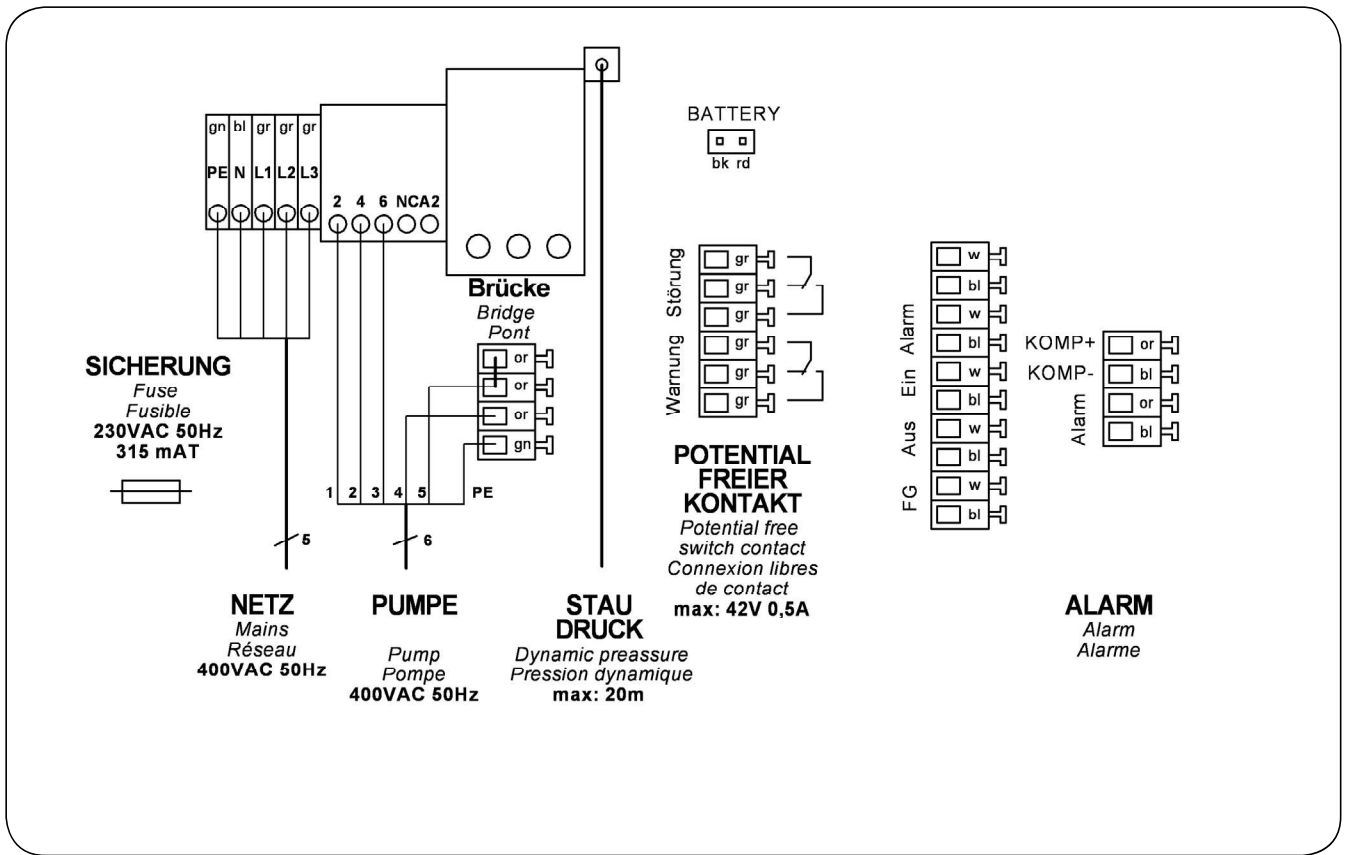 gn bl gr gr gr
PE N L1 L2 L3
2 4 6 NC A2
Brücke
Bridge
Pont
or
or
or
gn
SICHERUNG
Fuse
Fusible
230VAC 50Hz
315 mAT
1 2 3 4 5 PE
5
6
NETZ
Mains
Réseau
400VAC 50Hz
PUMPE
Pump
Pompe
400VAC 50Hz
STAU
DRUCK
Dynamic preassure
Pression dynamique
max: 20m
BATTERY
bk rd
Störung
gr
gr
gr
Warnung
gr
gr
gr
POTENTIAL
FREIER
KONTAKT
Potential free
switch contact
Connexion libres
de contact
max: 42V 0,5A
w
bl
Alarm
w
bl
Ein
w
bl
Aus
w
bl
FG
w
bl
KOMP+ or
KOMP- bl
Alarm
or
bl
ALARM
Alarm
Alarme